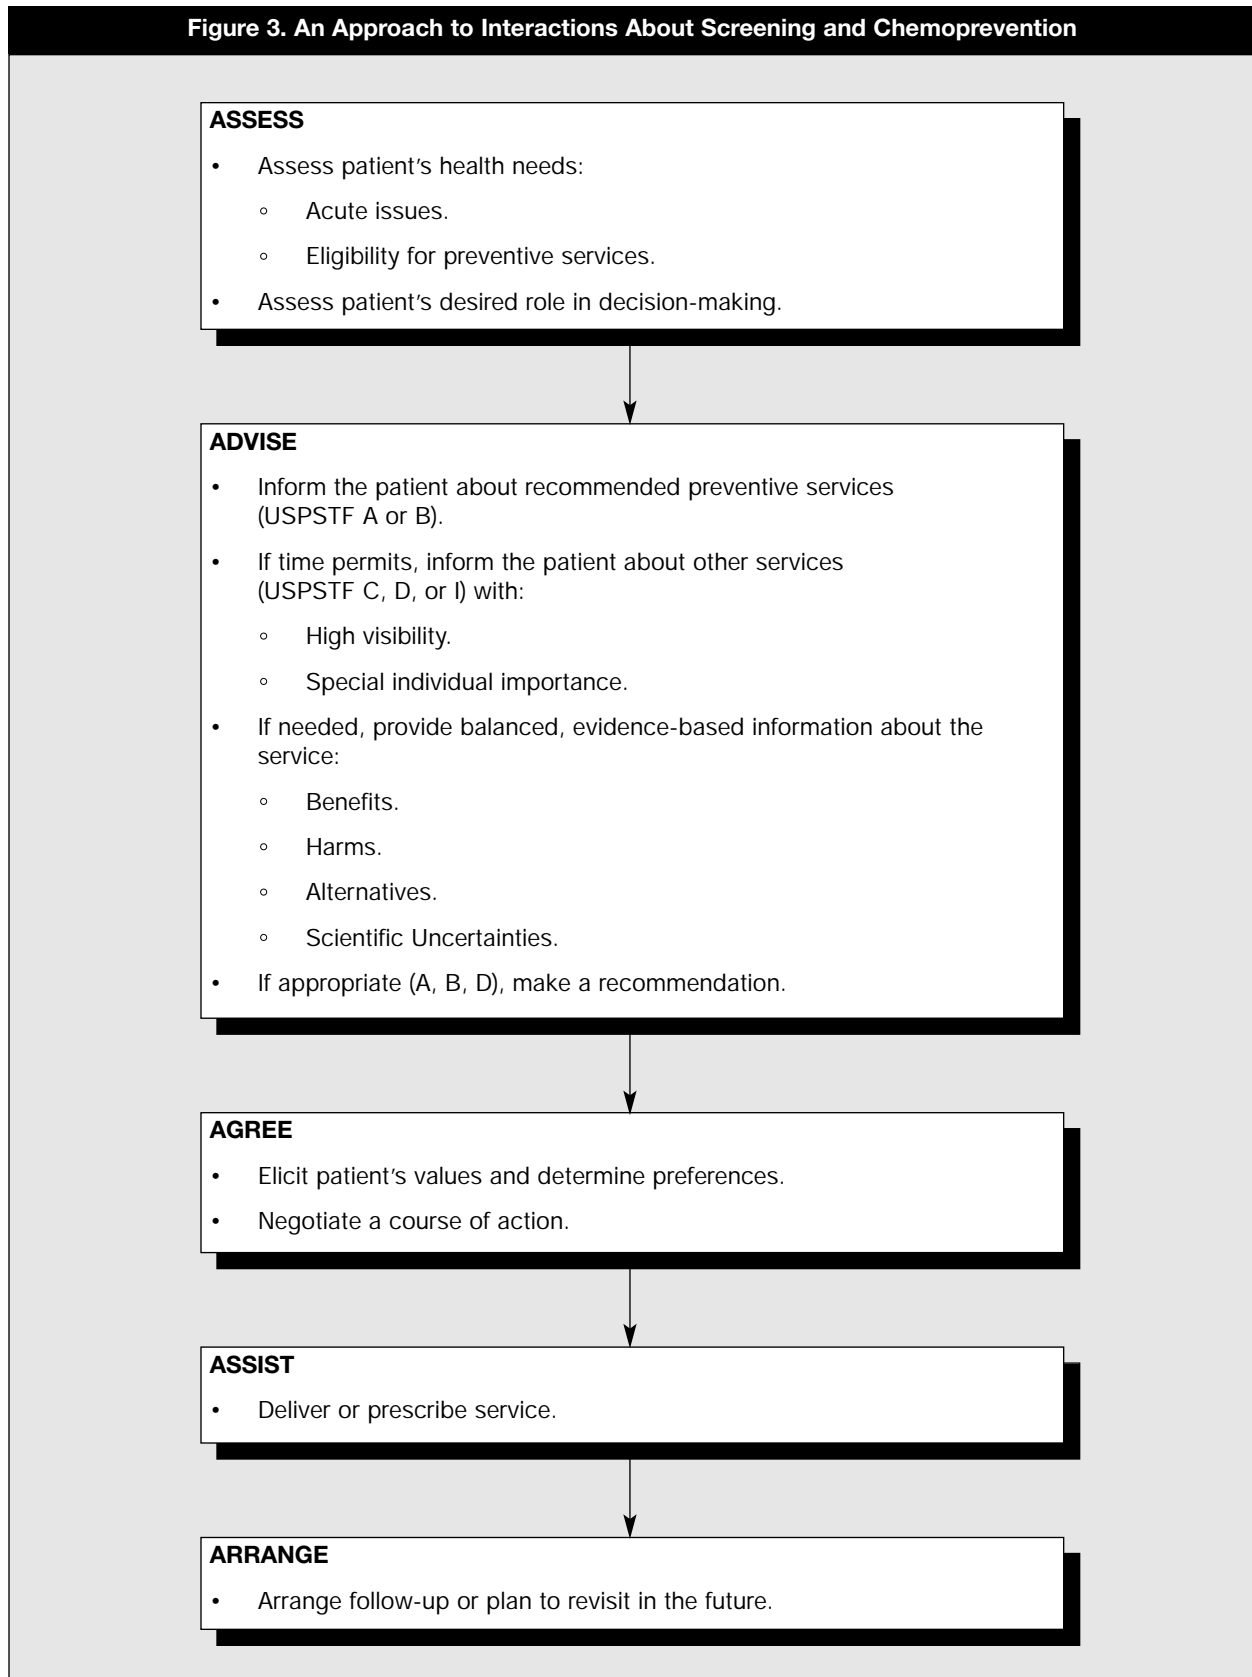 Figure 3. An Approach to Interactions About Screening and Chemoprevention
ASSESS
• Assess patient's health needs:
◦ Acute issues.
◦ Eligibility for preventive services.
• Assess patient's desired role in decision-making.
ADVISE
• Inform the patient about recommended preventive services
(USPSTF A or B).
• If time permits, inform the patient about other services
(USPSTF C, D, or I) with:
◦ High visibility.
◦ Special individual importance.
• If needed, provide balanced, evidence-based information about the
service:
◦ Benefits.
◦ Harms.
◦ Alternatives.
◦ Scientific Uncertainties.
• If appropriate (A, B, D), make a recommendation.
AGREE
• Elicit patient's values and determine preferences.
• Negotiate a course of action.
ASSIST
• Deliver or prescribe service.
ARRANGE
• Arrange follow-up or plan to revisit in the future.